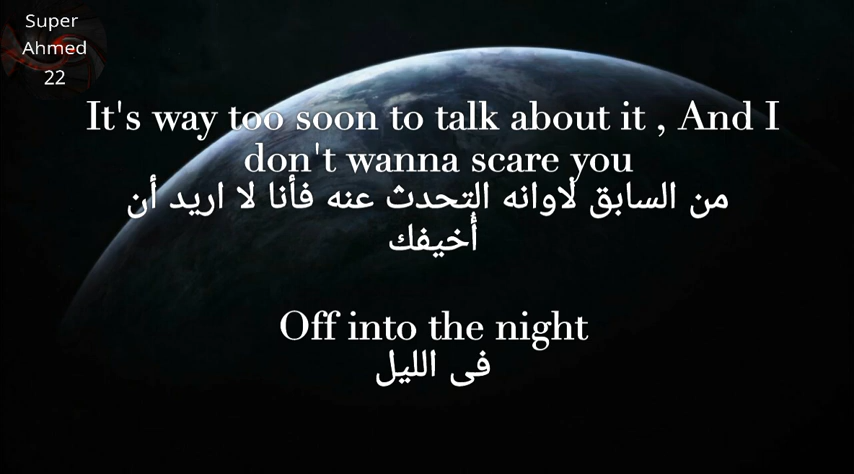 Super
Ahmed
22
It's way too soon to talk about it , And I
don't wanna scare you
من السابق لاوانه التحدث عنه فأنا لا اريد أن
أخيفك
Off into the night
فى الليل